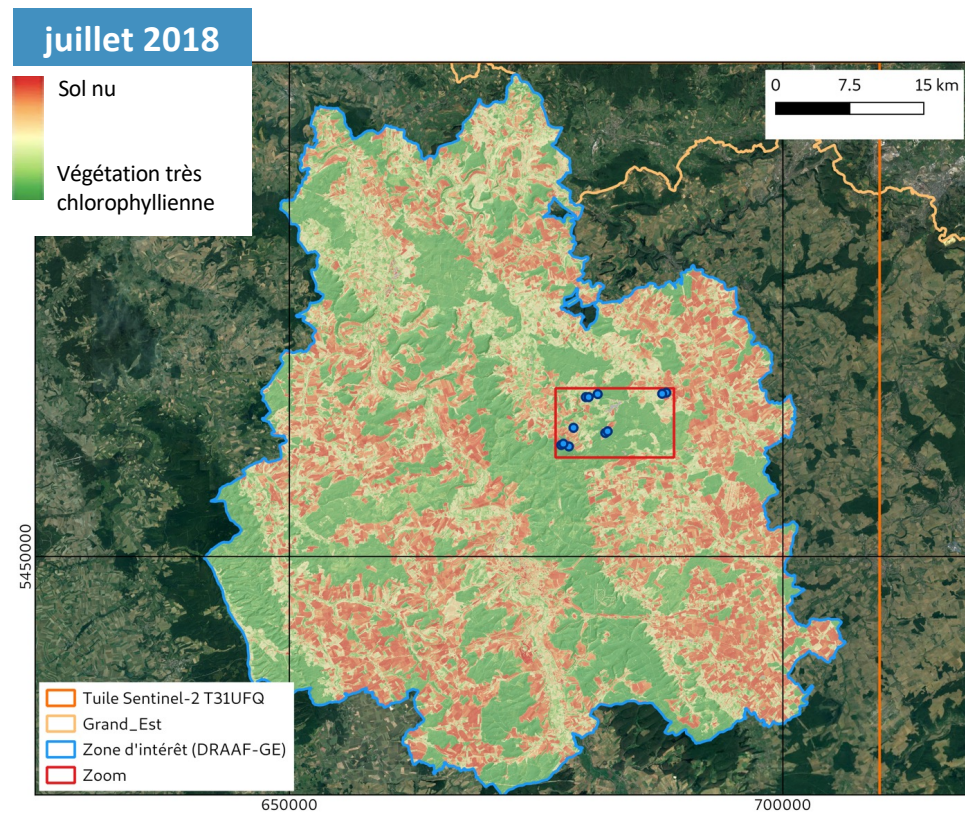 juillet 2018
Sol nu
Végétation très
chlorophyllienne
0 7.5 15 km
5450000
Tuile Sentinel-2 T31UFQ
Grand_Est
Zone d'intérêt (DRAAF-GE)
Zoom
650000 700000